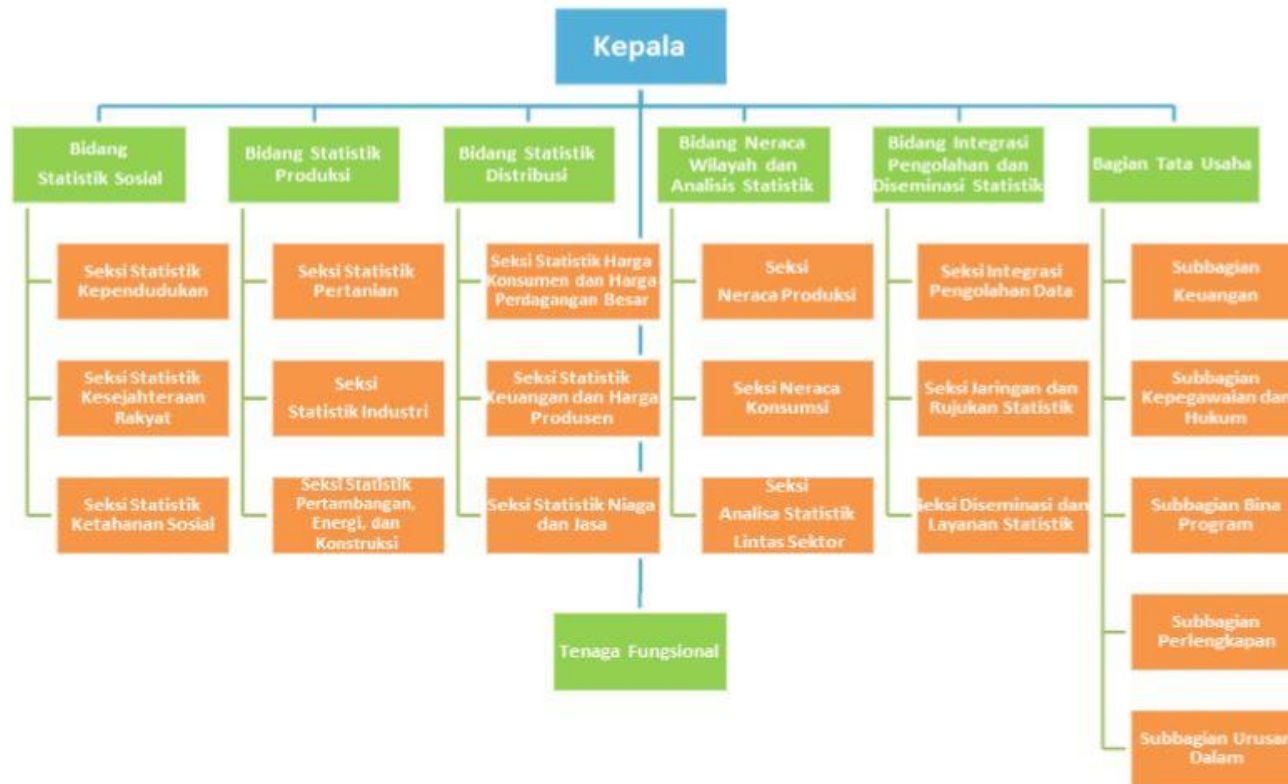 Kepala
Bidang
Statistik Sosial
Bidang Statistik
Produksi
Bidang Statistik
Distribusi
Bidang Neraca
Wilayah dan
Analisis Statistik
Bidang Integrasi
Pengolahan dan
Diseminasi Statistik
Bagian Tata Usaha
Seksi Statistik
Kependudukan
Seksi Statistik
Kesejahteraan
Rakyat
Seksi Statistik
Ketahanan Sosial
Seksi Statistik
Pertanian
Seksi
Statistik Industri
Seksi Statistik
Pertambangan,
Energi, dan
Konstruksi
Seksi Statistik Harga
Konsumen dan Harga
Perdagangan Besar
Seksi Statistik
Keuangan dan Harga
Produsen
Seksi Statistik Niaga
dan Jasa
Seksi
Neraca Produksi
Seksi Neraca
Konsumsi
Seksi
Analisa Statistik
Lintas Sektor
Seksi Integrasi
Pengolahan Data
Seksi Jaringan dan
Rujukan Statistik
Seksi Diseminasi dan
Layanan Statistik
Subbagian
Keuangan
Subbagian
Kepegawaian dan
Hukum
Subbagian Bina
Program
Subbagian
Perlengkapan
Subbagian Urusan
Dalam
Tenaga Fungsional